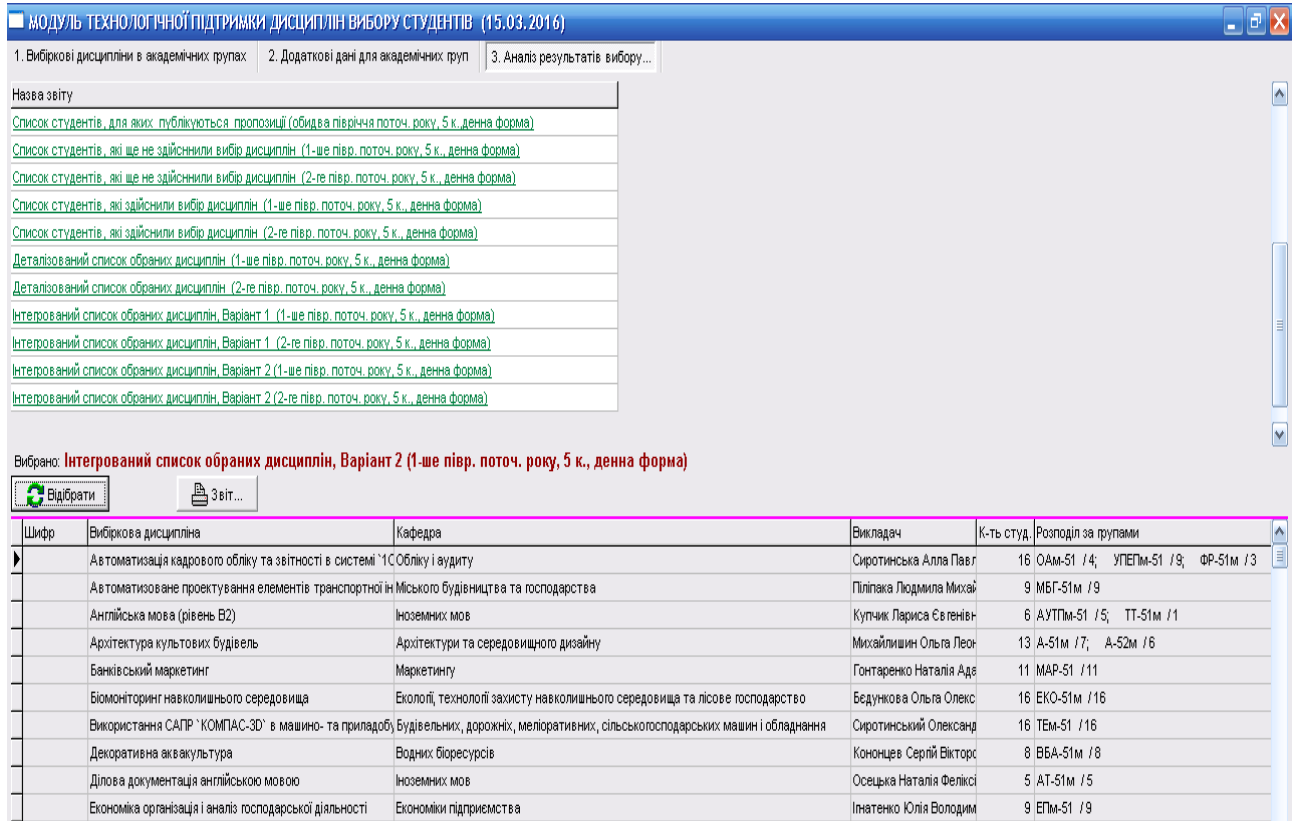 МОДУЛЬ ТЕХНОЛОГІЧНОЇ ПІДТРИМКИ ДИСЦИПЛІН ВИБОРУ СТУДЕНТІВ (15.03.2016)
1. Вибіркові дисципліни в академічних групах 2. Додаткові дані для академічних груп 3. Аналіз результатів вибору...
Назва звіту
Список студентів, для яких публікуються пропозиції (обидва півріччя поточ. року, 5 к.,денна форма)
Список студентів, які ще не здійсннили вибір дисциплін (1-ше півр. поточ. року, 5 к., денна форма)
Список студентів, які ще не здійсннили вибір дисциплін (2-ге півр. поточ. року, 5 к., денна форма)
Список студентів, які здійснили вибір дисциплін (1-ше півр. поточ. року, 5 к., денна форма)
Список студентів, які здійснили вибір дисциплін (2-ге півр. поточ. року, 5 к., денна форма)
Деталізований список обраних дисциплін (1-ше півр. поточ. року, 5 к., денна форма)
Деталізований список обраних дисциплін (2-ге півр. поточ. року, 5 к., денна форма)
Інтегрований список обраних дисциплін, Варіант 1 (1-ше півр. поточ. року, 5 к., денна форма)
Інтегрований список обраних дисциплін, Варіант 1 (2-ге півр. поточ. року, 5 к., денна форма)
Інтегрований список обраних дисциплін, Варіант 2 (1-ше півр. поточ. року, 5 к., денна форма)
Інтегрований список обраних дисциплін, Варіант 2 (2-ге півр. поточ. року, 5 к., денна форма)
Вибрано: Інтегрований список обраних дисциплін, Варіант 2 (1-ше півр. поточ. року, 5 к., денна форма)
Відібрати Звіт...
Шифр Вибіркова дисципліна Кафедра Викладач К-ть студ. Розподіл за групами
Автоматизація кадрового обліку та звітності в системі `1С Обліку і аудиту Сиротинська Алла Павл 16 ОАм-51 / 4; УПЕПм-51 / 9; ФР-51м / 3
Автоматизоване проектування елементів транспортної ін Міського будівництва та господарства Піліпака Людмила Михай 9 МБГ-51м / 9
Англійська мова (рівень В2) Іноземних мов Купчик Лариса Євгенівн 6 АУТПм-51 / 5; ТТ-51м / 1
Архітектура культових будівель Архітектури та середовищного дизайну Михайлишин Ольга Леон 13 А-51м / 7; А-52м / 6
Банківський маркетинг Маркетингу Гонтаренко Наталія Ада 11 МАР-51 / 11
Біомоніторинг навколишнього середовища Екології, технології захисту навколишнього середовища та лісове господарство Бєдункова Ольга Олекс 16 ЕКО-51м / 16
Використання САПР `КОМПАС-3D` в машино- та приладобу Будівельних, дорожніх, меліоративних, сільськогосподарських машин і обладнання Сиротинський Олександ 16 ТЕм-51 / 16
Декоративна аквакультура Водних біоресурсів Кононцев Сергій Вікторо 8 ВБА-51м / 8
Ділова документація англійською мовою Іноземних мов Осецька Наталія Феліксі 5 АТ-51м / 5
Економіка організація і аналіз господарської діяльності Економіки підприємства Ігнатенко Юлія Володим 9 ЕПм-51 / 9